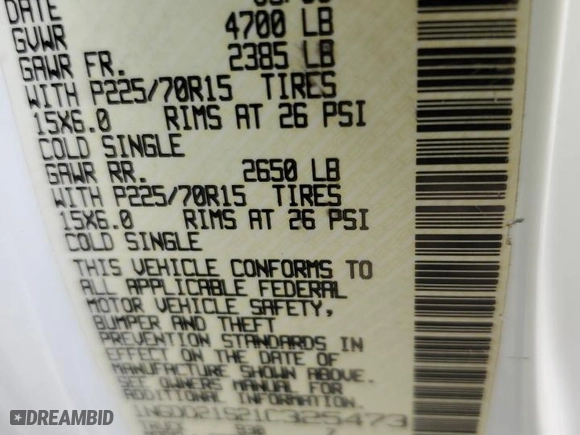 DATE
GVWR 4700 LB
GAWR FR. 2385 LB
WITH P225/70R15 TIRES
15X6.0 RIMS AT 26 PSI
COLD SINGLE
GAWR RR. 2650 LB
WITH P225/70R15 TIRES
15X6.0 RIMS AT 26 PSI
COLD SINGLE
THIS VEHICLE CONFORMS TO
ALL APPLICABLE FEDERAL
MOTOR VEHICLE SAFETY,
BUMPER AND THEFT
PREVENTION STANDARDS IN
EFFECT ON THE DATE OF
MANUFACTURE SHOWN ABOVE.
SEE OWNERS MANUAL FOR
ADDITIONAL INFORMATION.
1N6DD21S21C325473
DREAMBID